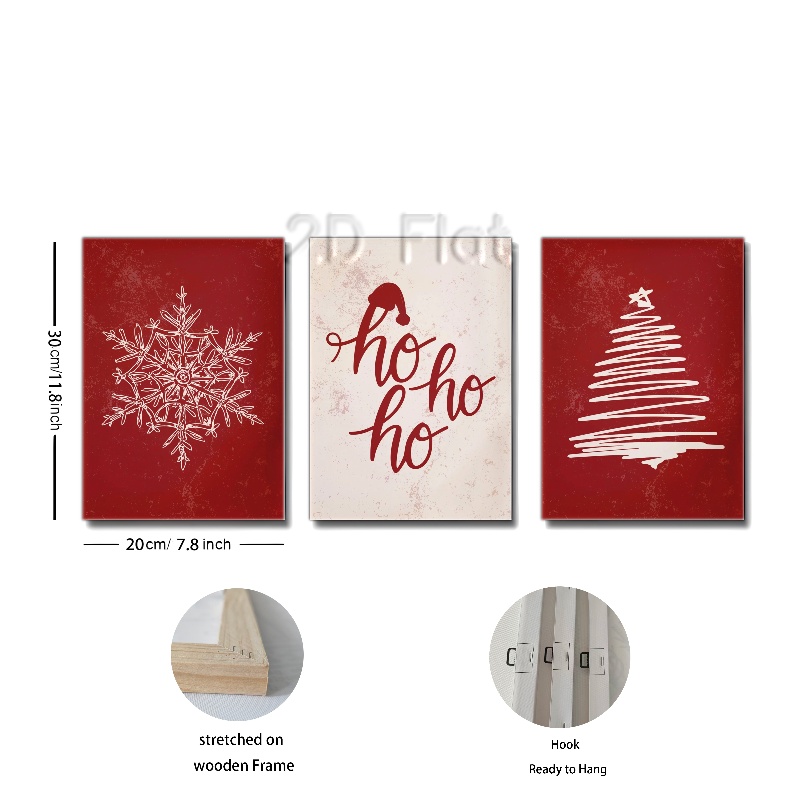 2D Flat
30cm/11.8inch
ho
ho
ho
20cm/ 7.8 inch
stretched on
wooden Frame
Hook
Ready to Hang